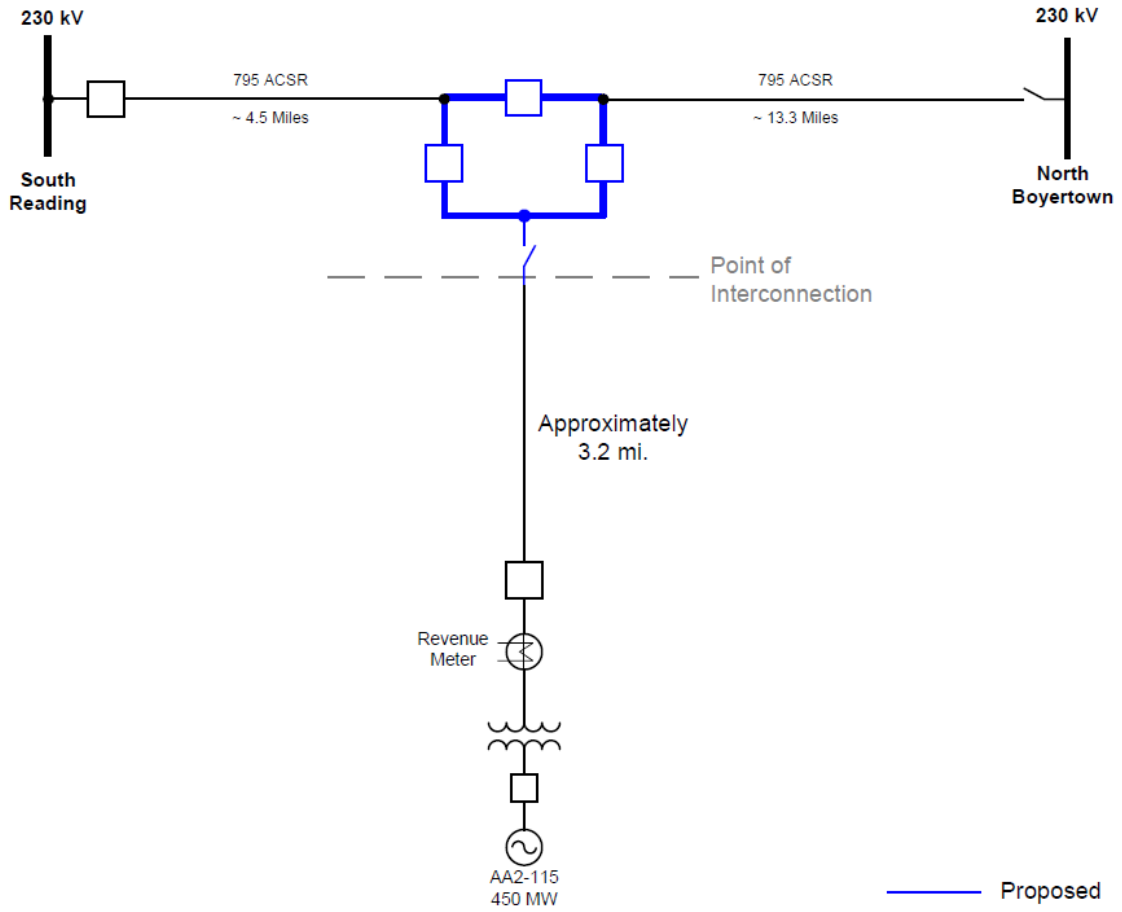 230 kV
230 kV
795 ACSR
795 ACSR
~ 4.5 Miles
~ 13.3 Miles
South
Reading
North
Boyertown
Point of
Interconnection
Approximately
3.2 mi.
Revenue
Meter
AA2-115
450 MW
Proposed